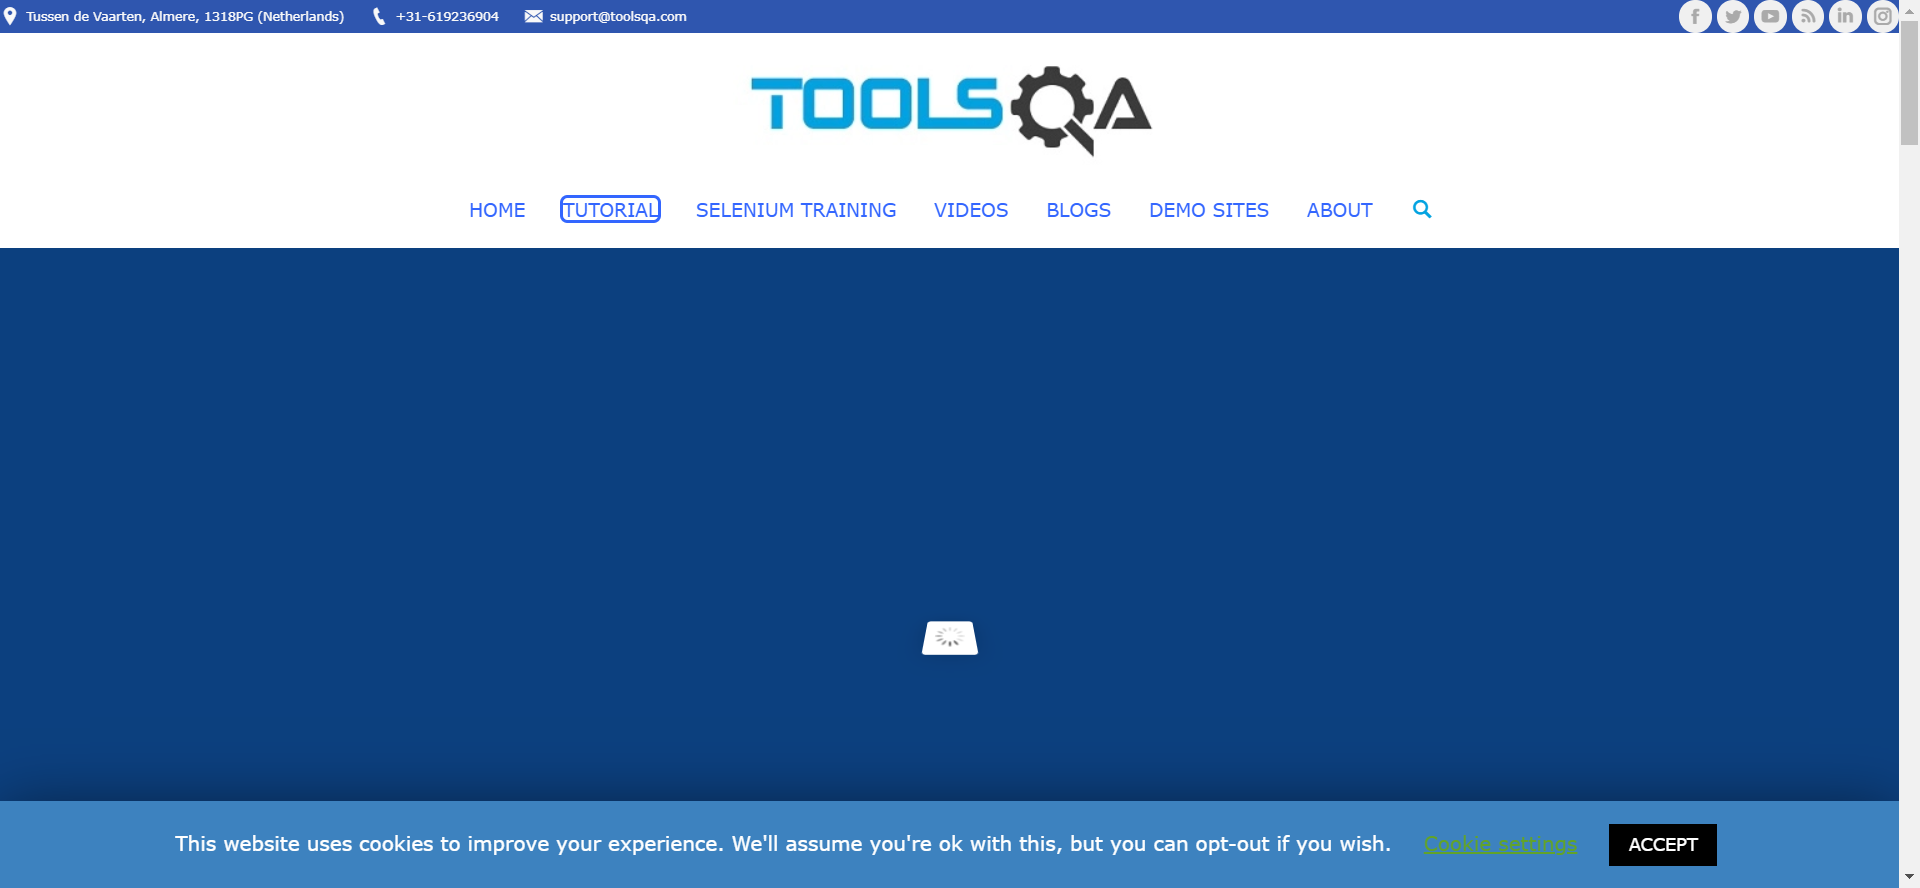 Tussen de Vaarten, Almere, 1318PG (Netherlands) +31-619236904 support@toolsqa.com
TOOLSQA
HOME TUTORIAL SELENIUM TRAINING VIDEOS BLOGS DEMO SITES ABOUT
This website uses cookies to improve your experience. We'll assume you're ok with this, but you can opt-out if you wish. Cookie settings ACCEPT